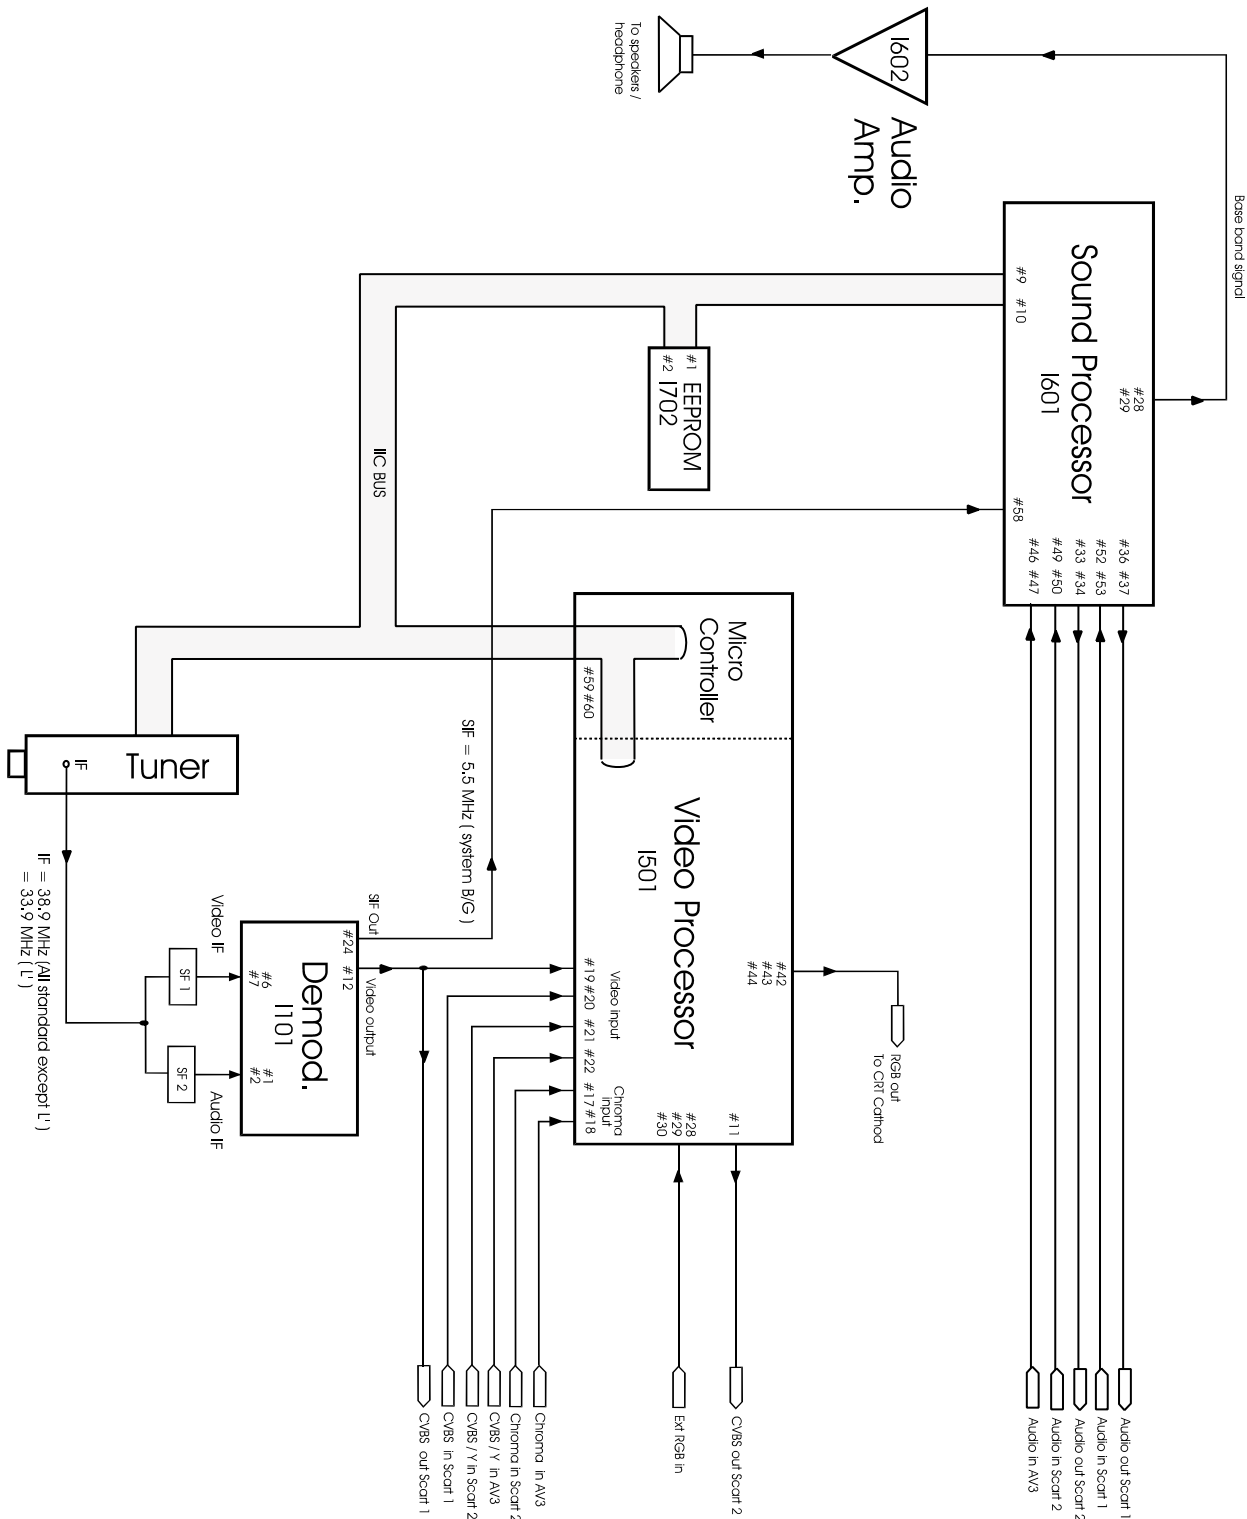 Base band signal
I602
Audio
Amp.
To speakers /
headphone
Sound Processor
I601
#9
#10
#28
#29
#58
#36 #37
#52 #53
#33 #34
#49 #50
#46 #47
Audio out Scart 1
Audio in Scart 1
Audio out Scart 2
Audio in Scart 2
Audio in AV3
#1
#2
EEPROM
I702
IIC BUS
Micro
Controller
#59 #60
Video Processor
I501
#42
#43
#44
RGB out
To CRT Cathod
Video input
#19 #20 #21 #22
Chroma
input
#17 #18
#28
#29
#30
#11
CVBS out Scart 2
Ext RGB in
Chroma in AV3
Chroma in Scart 2
CVBS / Y in AV3
CVBS / Y in Scart 2
CVBS in Scart 1
CVBS out Scart 1
SIF = 5.5 MHz ( system B/G )
SIF Out
Video output
#24 #12
Demod.
I101
#6
#7
#1
#2
Video IF
Audio IF
SF 1
SF 2
Tuner
IF
IF = 38.9 MHz (All standard except L' )
= 33.9 MHz ( L' )